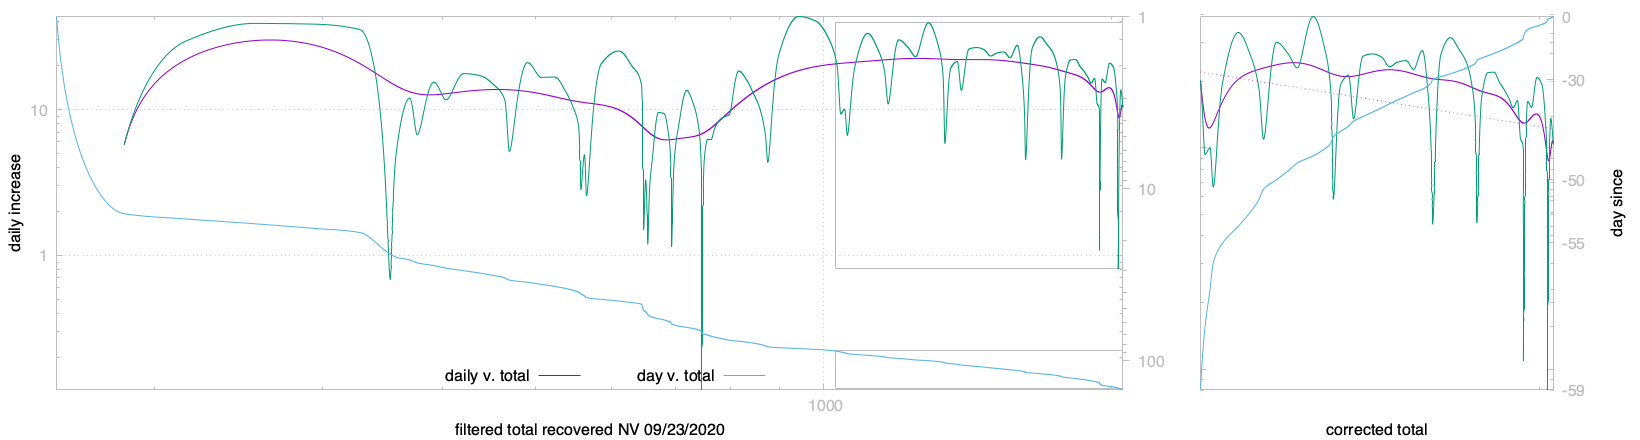 daily increase
10
1
1
10
100
daily v. total
day v. total
1000
filtered total recovered NV 09/23/2020
0
-30
-50
-55
-59
day since
corrected total